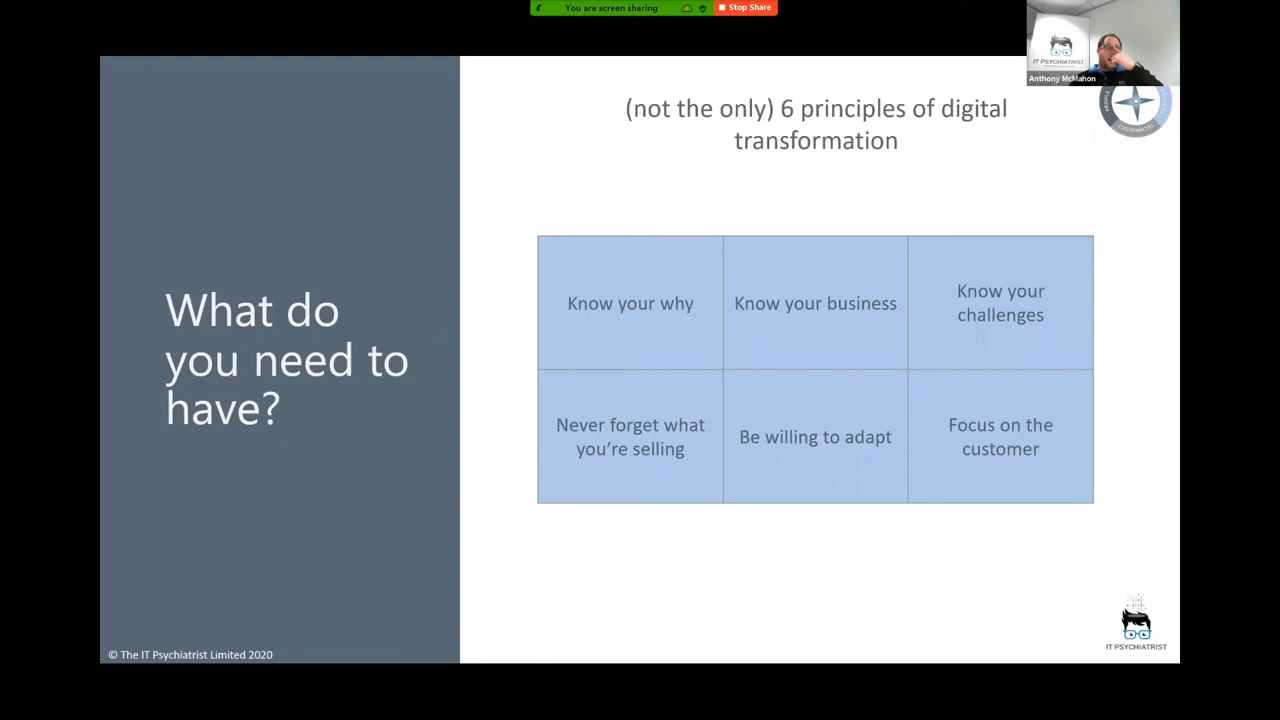 You are screen sharing
Stop Share
IT PSYCHIATRIST
Anthony McMahon
PEOPLE
TECHNOLOGY
(not the only) 6 principles of digital
transformation
What do
you need to
have?
Know your why
Know your business
Know your
challenges
Never forget what
you're selling
Be willing to adapt
Focus on the
customer
© The IT Psychiatrist Limited 2020
IT PSYCHIATRIST